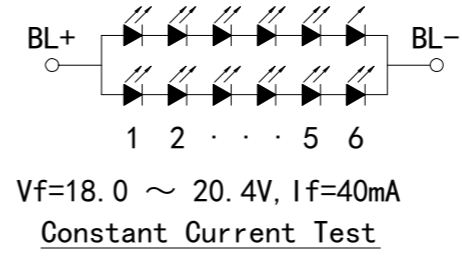 BL+ BL-
1 2 · · · 5 6
Vf=18.0 ～ 20.4V, If=40mA
Constant Current Test